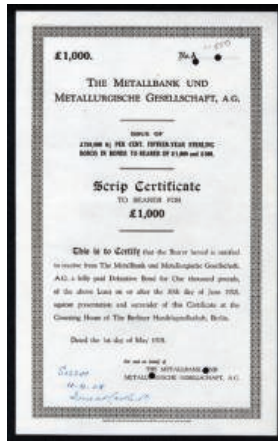 £1,000.
No. A
THE METALLBANK UND
METALLURGISCHE GESELLSCHAFT, A.G.
ISSUE OF
PER CENT. FIFTEEN-YEAR STERLING
BONDS IN BONDS TO BEARER OF £1,000 AND £500.
Scrip Certificate
TO BEARER FOR
£1,000
This is to Certify that the Bearer hereof is entitled
to receive from The Metallbank und Metallurgische Gesellschaft,
A.G. a fully paid Definitive Bond for One thousand pounds,
of the above Loan on or after the 30th day of June 1928,
against presentation and surrender of this Certificate at the
Counting House of The Berliner Handelsgesellschaft, Berlin.
Dated the 1st day of May 1928.
For and on behalf of
THE METALLBANK UND
METALLURGISCHE GESELLSCHAFT, A.G.